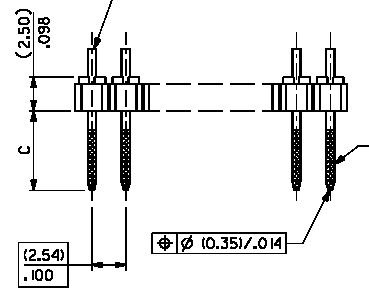 (2.50)
.098
C
(2.54)
.100
⌖ Ø (0.35)/.014